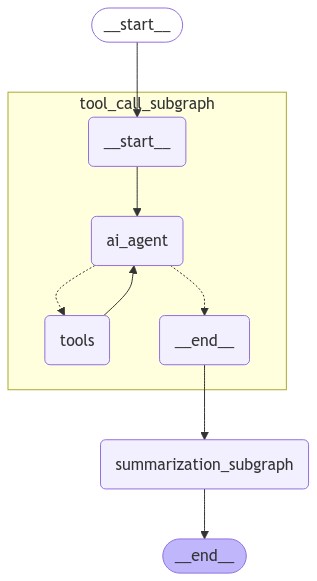 __start__
tool_call_subgraph
__start__
ai_agent
tools
__end__
summarization_subgraph
__end__